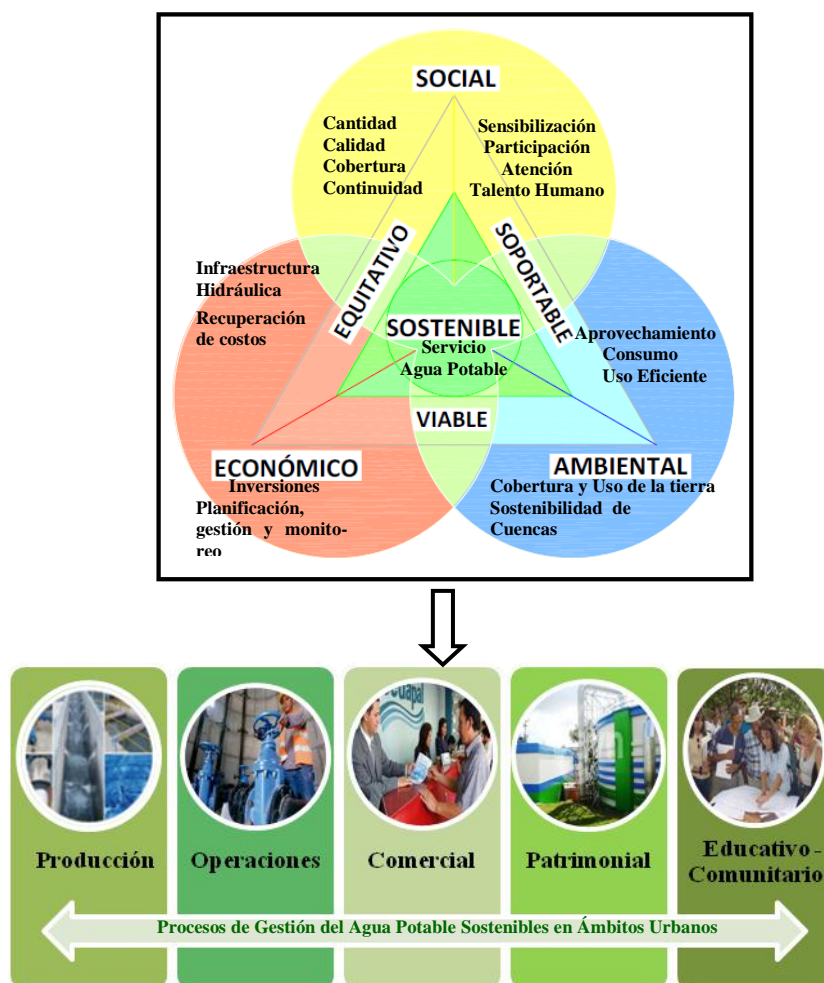 SOCIAL
Cantidad
Calidad
Cobertura
Continuidad
Sensibilización
Participación
Atención
Talento Humano
EQUITATIVO
SOPORTABLE
Infraestructura
Hidráulica
Recuperación
de costos
SOSTENIBLE
Servicio
Agua Potable
Aprovechamiento
Consumo
Uso Eficiente
VIABLE
ECONÓMICO
Inversiones
Planificación,
gestión y monito-
reo
AMBIENTAL
Cobertura y Uso de la tierra
Sostenibilidad de
Cuencas
Producción
Operaciones
Comercial
Patrimonial
Educativo -
Comunitario
Procesos de Gestión del Agua Potable Sostenibles en Ámbitos Urbanos